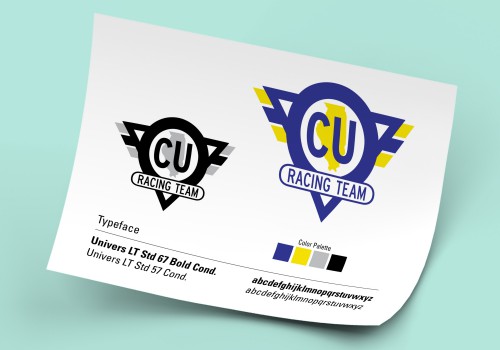 CU
RACING TEAM
CU
RACING TEAM
Typeface
Univers LT Std 67 Bold Cond.
Univers LT Std 57 Cond.
Color Palette
abcdefghijklmnopqrstuvwxyz
abcdefghijklmnopqrstuvwxyz